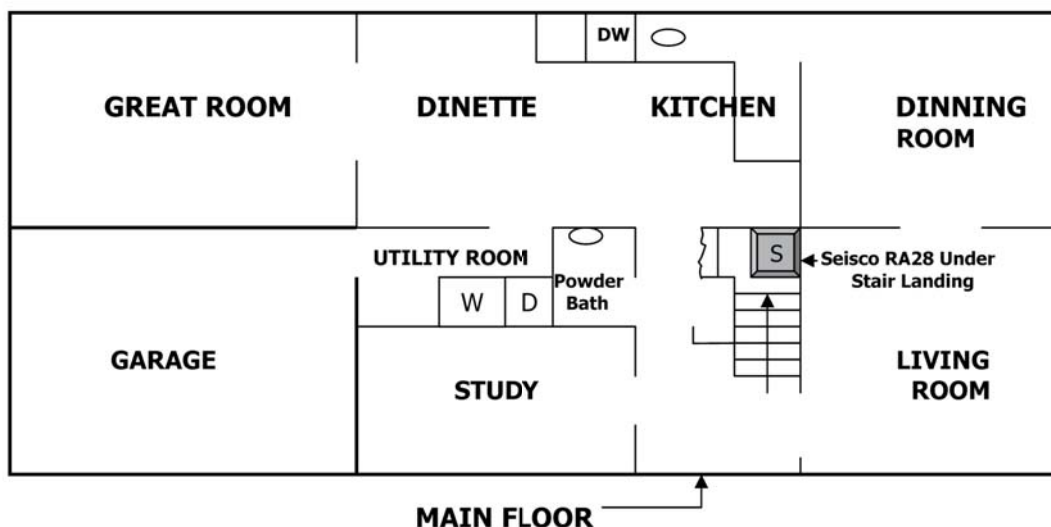 DW
GREAT ROOM
DINETTE
KITCHEN
DINNING
ROOM
UTILITY ROOM
S
Seisco RA28 Under
Stair Landing
Powder
Bath
W
D
GARAGE
STUDY
LIVING
ROOM
MAIN FLOOR